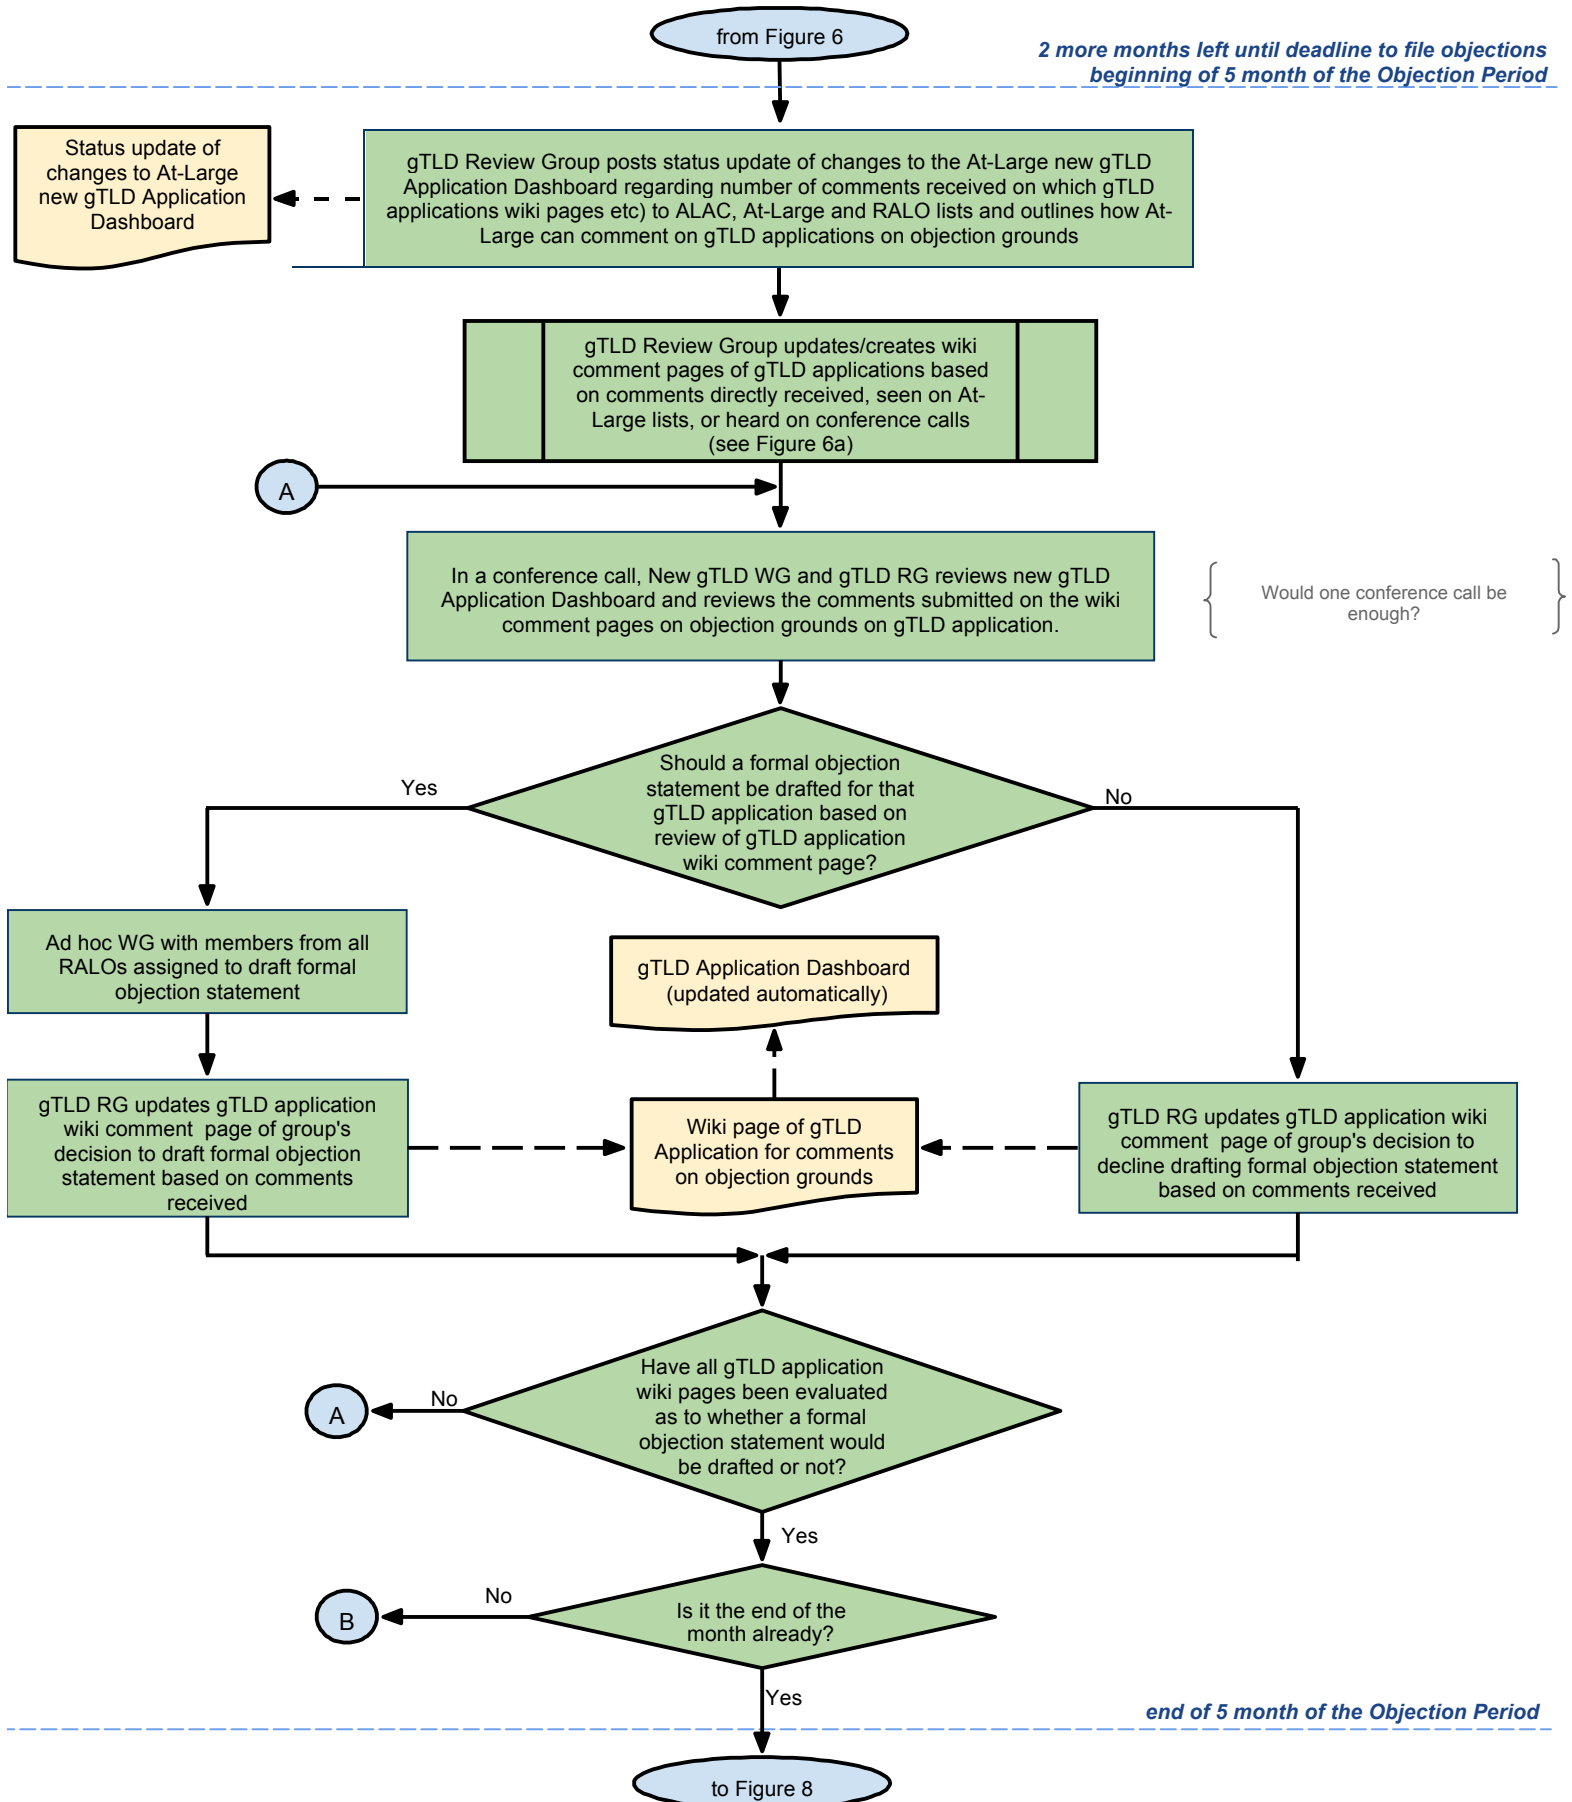 from Figure 6
2 more months left until deadline to file objections
beginning of 5 month of the Objection Period
Status update of
changes to At-Large
new gTLD Application
Dashboard
gTLD Review Group posts status update of changes to the At-Large new gTLD
Application Dashboard regarding number of comments received on which gTLD
applications wiki pages etc) to ALAC, At-Large and RALO lists and outlines how At-
Large can comment on gTLD applications on objection grounds
gTLD Review Group updates/creates wiki
comment pages of gTLD applications based
on comments directly received, seen on At-
Large lists, or heard on conference calls
(see Figure 6a)
A
In a conference call, New gTLD WG and gTLD RG reviews new gTLD
Application Dashboard and reviews the comments submitted on the wiki
comment pages on objection grounds on gTLD application.
Would one conference call be
enough?
Should a formal objection
statement be drafted for that
gTLD application based on
review of gTLD application
wiki comment page?
Yes
No
Ad hoc WG with members from all
RALOs assigned to draft formal
objection statement
gTLD Application Dashboard
(updated automatically)
gTLD RG updates gTLD application
wiki comment  page of group's
decision to draft formal objection
statement based on comments
received
Wiki page of gTLD
Application for comments
on objection grounds
gTLD RG updates gTLD application wiki
comment  page of group's decision to
decline drafting formal objection statement
based on comments received
Have all gTLD application
wiki pages been evaluated
as to whether a formal
objection statement would
be drafted or not?
No
A
Yes
Is it the end of the
month already?
No
B
Yes
end of 5 month of the Objection Period
to Figure 8